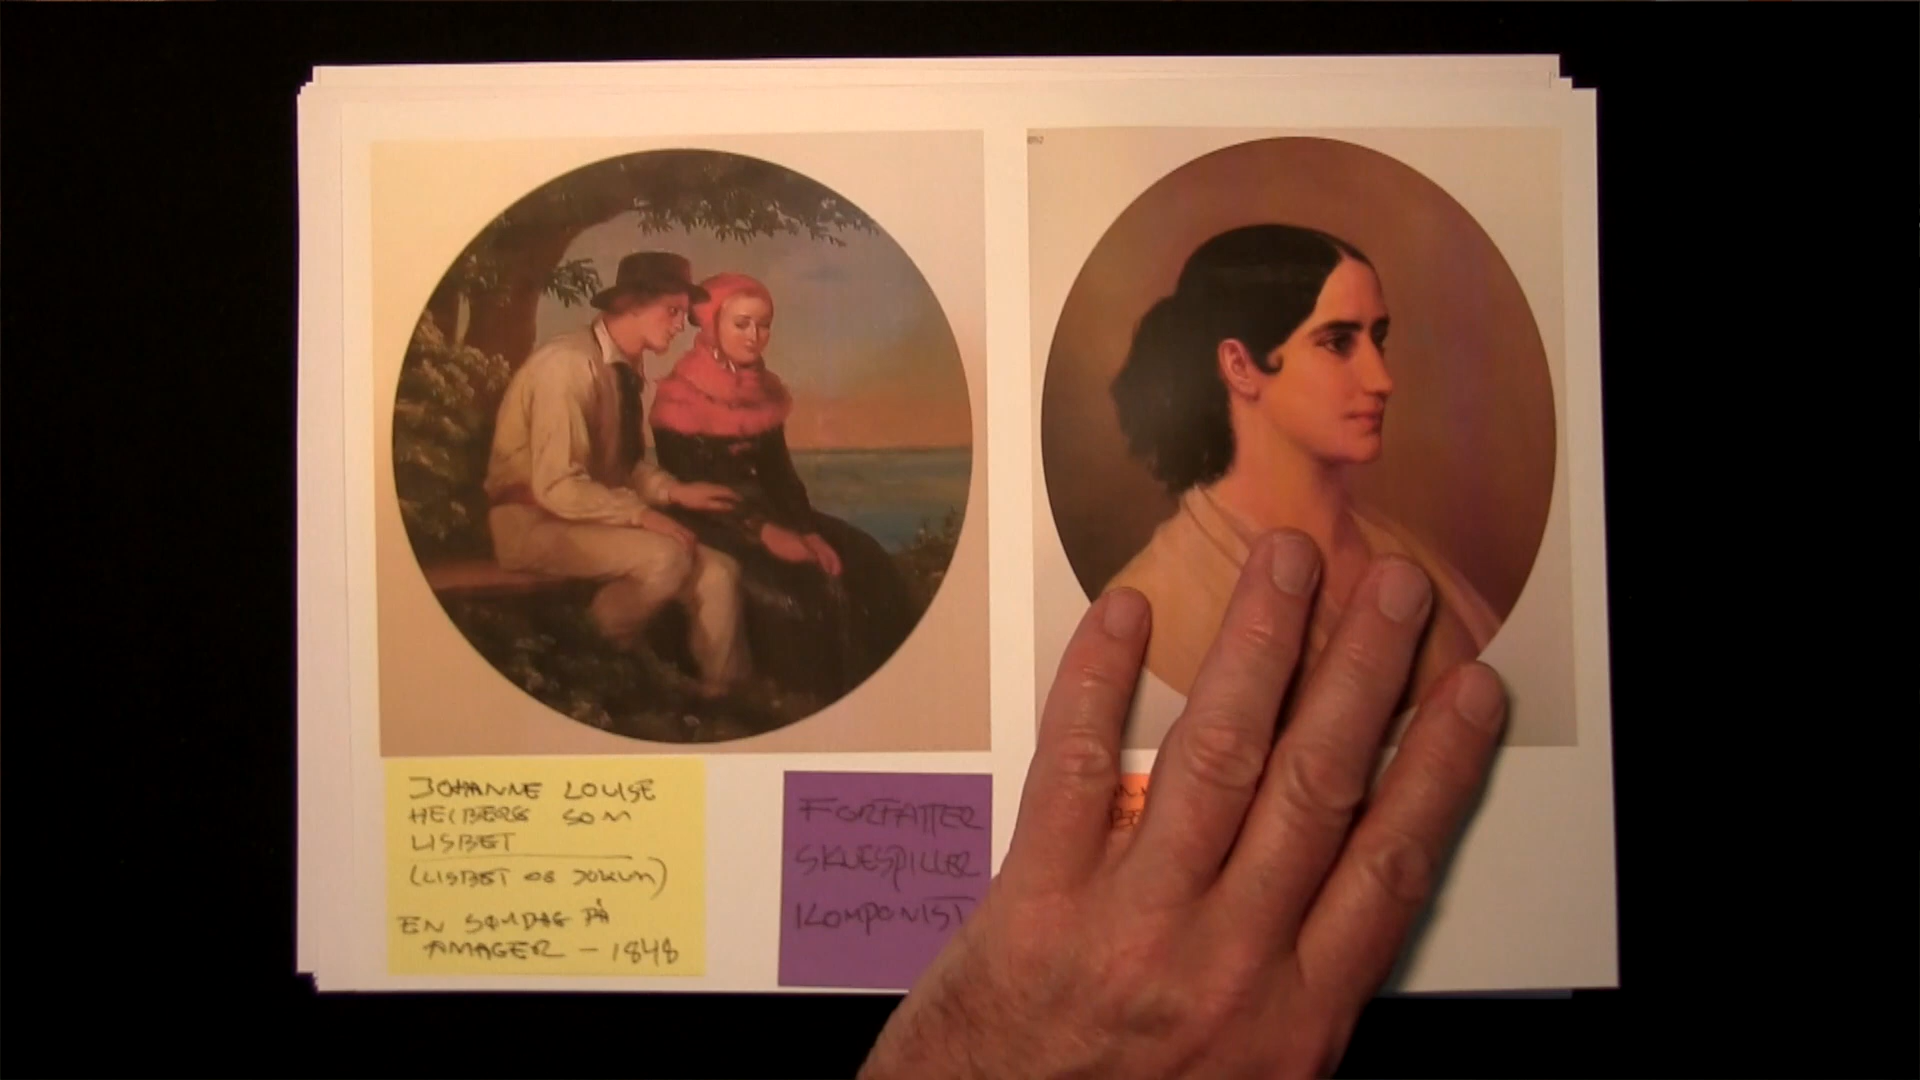 JOHANNE LOUISE
HEIBERG SOM
LISBET
(LISBET OG JOKUM)
EN SØNDAG PÅ
AMAGER – 1848
FORFATTER
SKUESPILLER
KOMPONIST